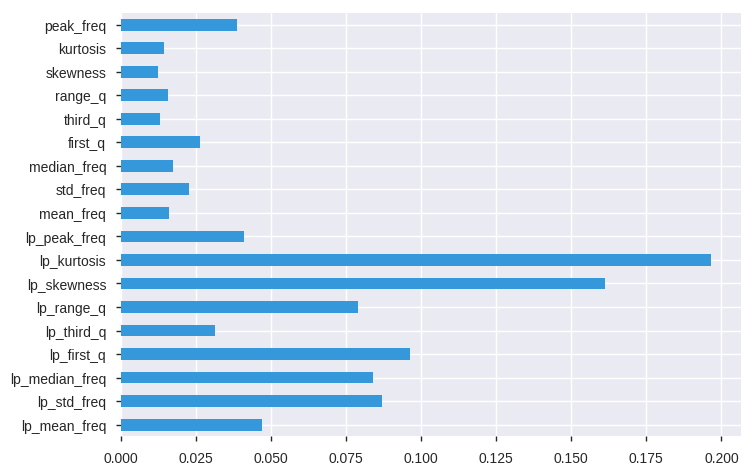 peak_freq
kurtosis
skewness
range_q
third_q
first_q
median_freq
std_freq
mean_freq
lp_peak_freq
lp_kurtosis
lp_skewness
lp_range_q
lp_third_q
lp_first_q
lp_median_freq
lp_std_freq
lp_mean_freq
0.000 0.025 0.050 0.075 0.100 0.125 0.150 0.175 0.200